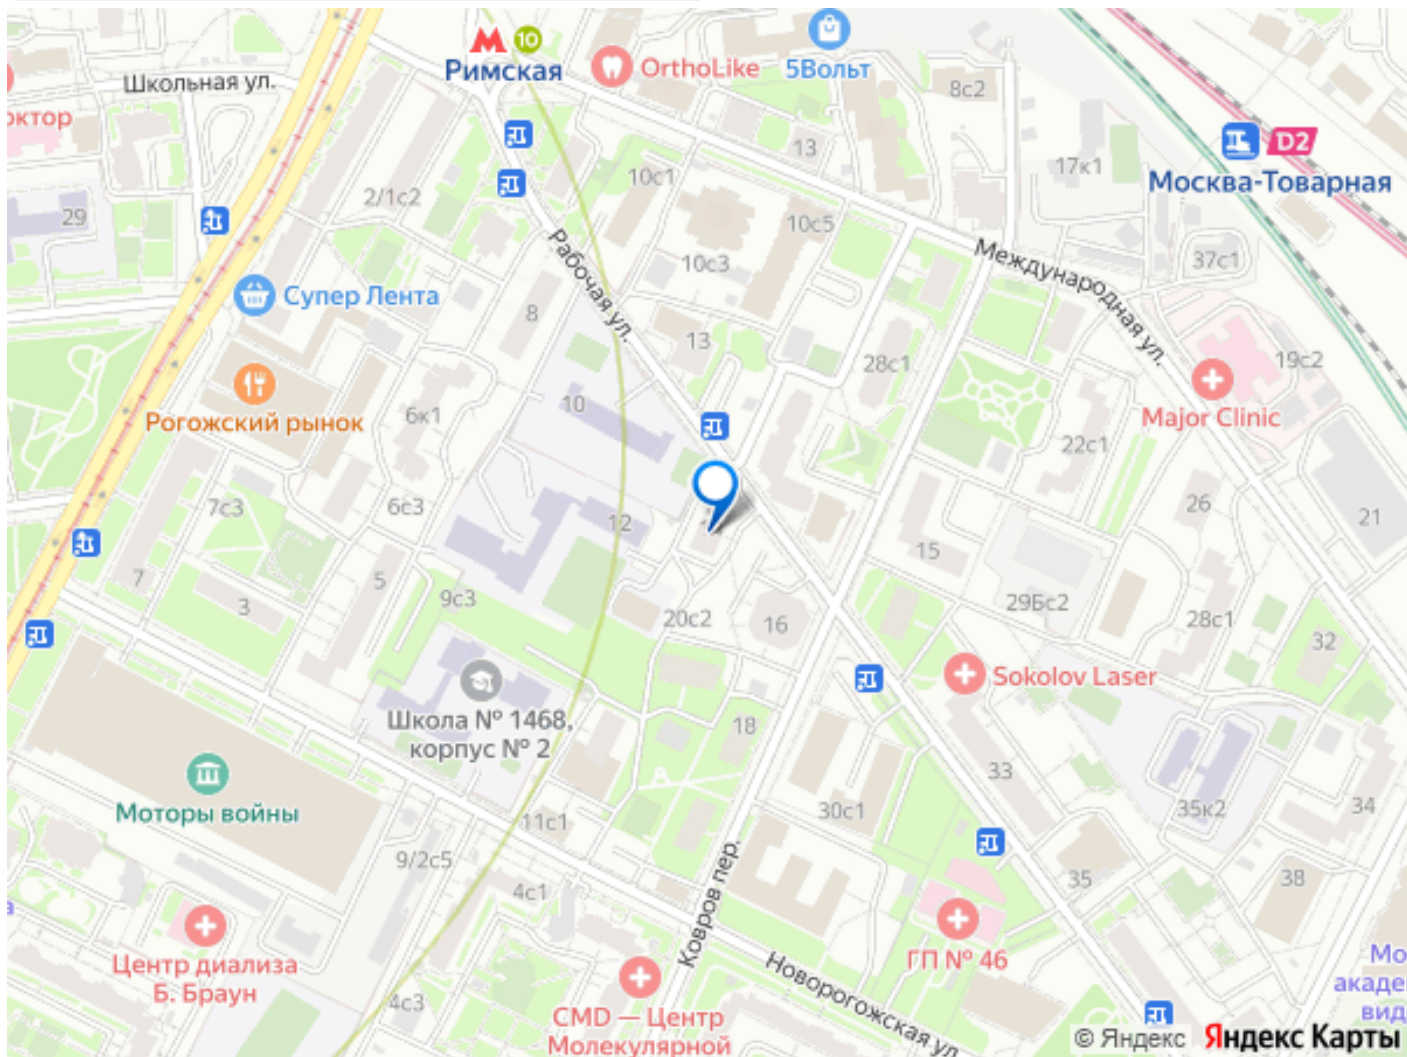 Римская
10
OrthoLike
5Вольт
8с2
Школьная ул.
октор
13
D2
Москва-Товарная
17к1
10с1
2/1с2
29
10с5
10с3
Рабочая ул.
Международная ул.
37с1
Супер Лента
8
13
28с1
19с2
Рогожский рынок
6к1
10
Major Clinic
22с1
7с3
6с3
12
26
21
15
7
3
5
9с3
20с2
16
29Бс2
28с1
32
Школа № 1468,
корпус № 2
Sokolov Laser
18
33
Моторы войны
30с1
35к2
34
11с1
9/2с5
4с1
35
38
Ковров пер.
Центр диализа
Б. Браун
ГП № 46
Новорогожская ул.
4с3
CMD — Центр
Молекулярной
Мо
акаде
вид
© Яндекс Яндекс Карты